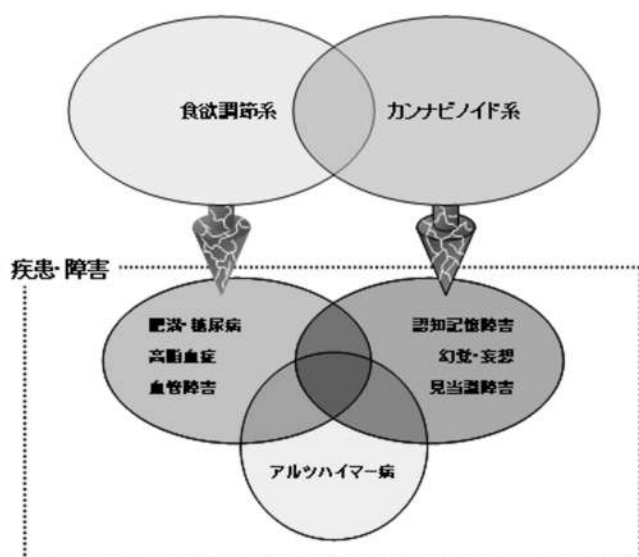 食欲調節系
カンナビノイド系
疾患・障害
肥満・糖尿病
高脂血症
血管障害
認知記憶障害
幻覚・妄想
見当識障害
アルツハイマー病